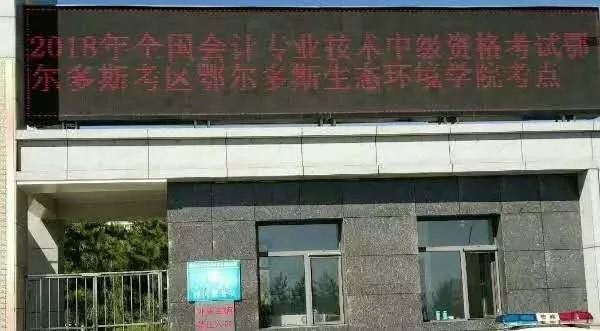 2018年全国会计专业技术中级资格考试鄂
尔多斯考区鄂尔多斯生态环境学院考点